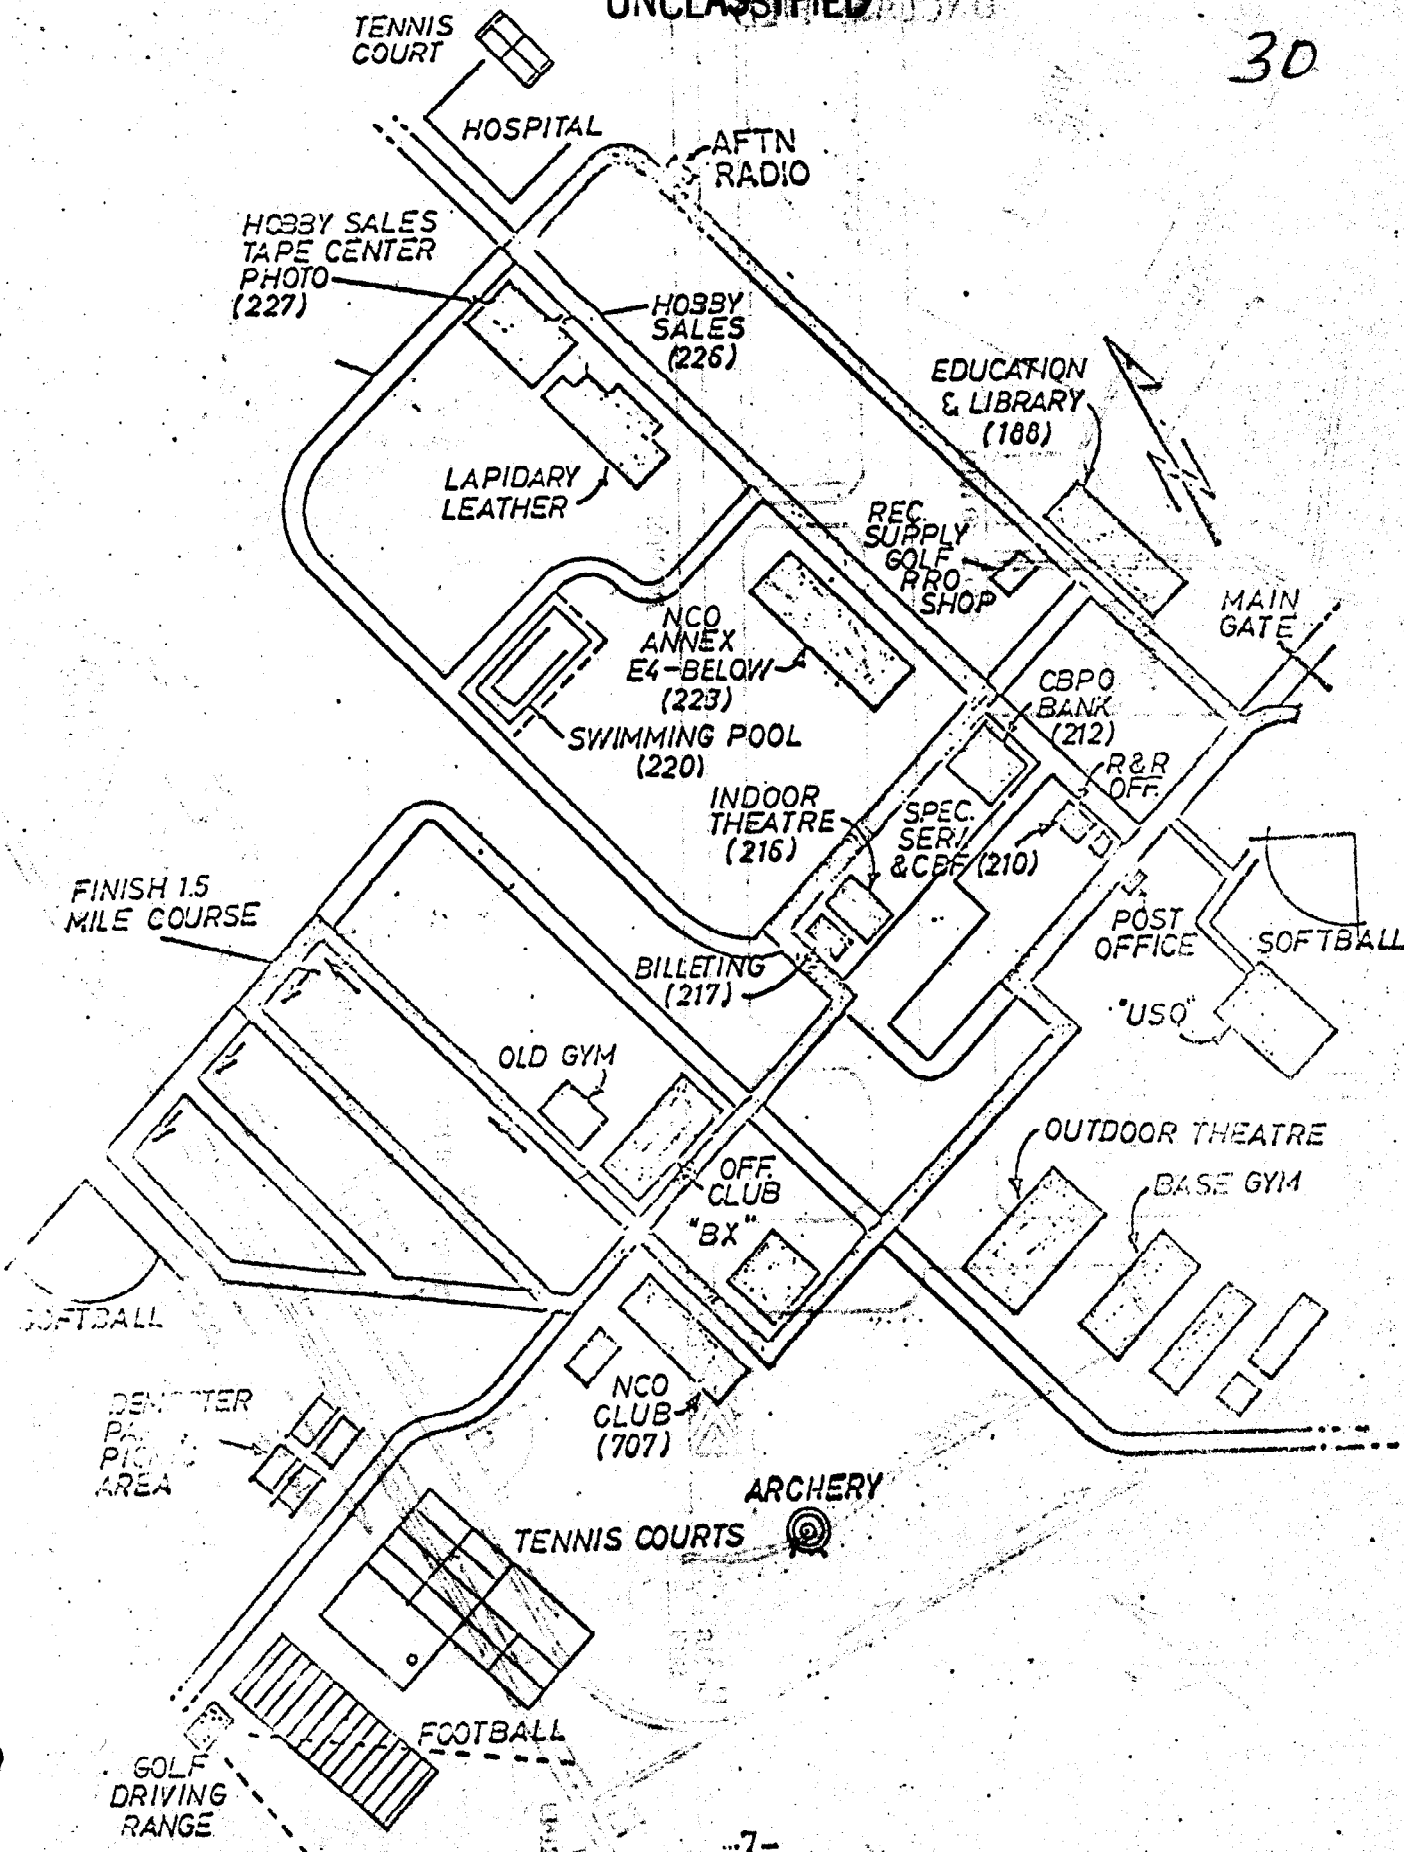 UNCLASSIFIED
30
TENNIS
COURT
HOSPITAL
AFTN
RADIO
HOBBY SALES
TAPE CENTER
PHOTO
(227)
HOBBY
SALES
(226)
EDUCATION
& LIBRARY
(188)
LAPIDARY
LEATHER
REC.
SUPPLY
GOLF
PRO
SHOP
MAIN
GATE
NCO
ANNEX
E4-BELOW
(223)
CBPO
BANK
(212)
SWIMMING POOL
(220)
R&R
OFF.
INDOOR
THEATRE
(216)
SPEC.
SERV
&CBF (210)
FINISH 1.5
MILE COURSE
POST
OFFICE
SOFTBALL
BILLETING
(217)
"USO"
OLD GYM
OUTDOOR THEATRE
OFF.
CLUB
BASE GYM
"BX"
SOFTBALL
NCO
CLUB
(707)
AREA
ARCHERY
TENNIS COURTS
FOOTBALL
GOLF
DRIVING
RANGE
-7-